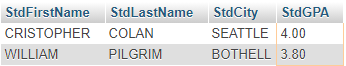 StdFirstName StdLastName StdCity StdGPA
CRISTOPHER COLAN SEATTLE 4.00
WILLIAM PILGRIM BOTHELL 3.80